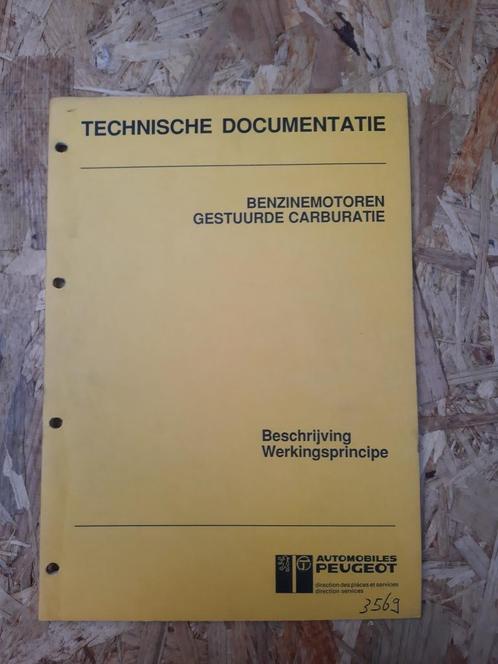 TECHNISCHE DOCUMENTATIE
BENZINEMOTOREN
GESTUURDE CARBURATIE
Beschrijving
Werkingsprincipe
AUTOMOBILES
PEUGEOT
direction des pièces et services
direction services
3569